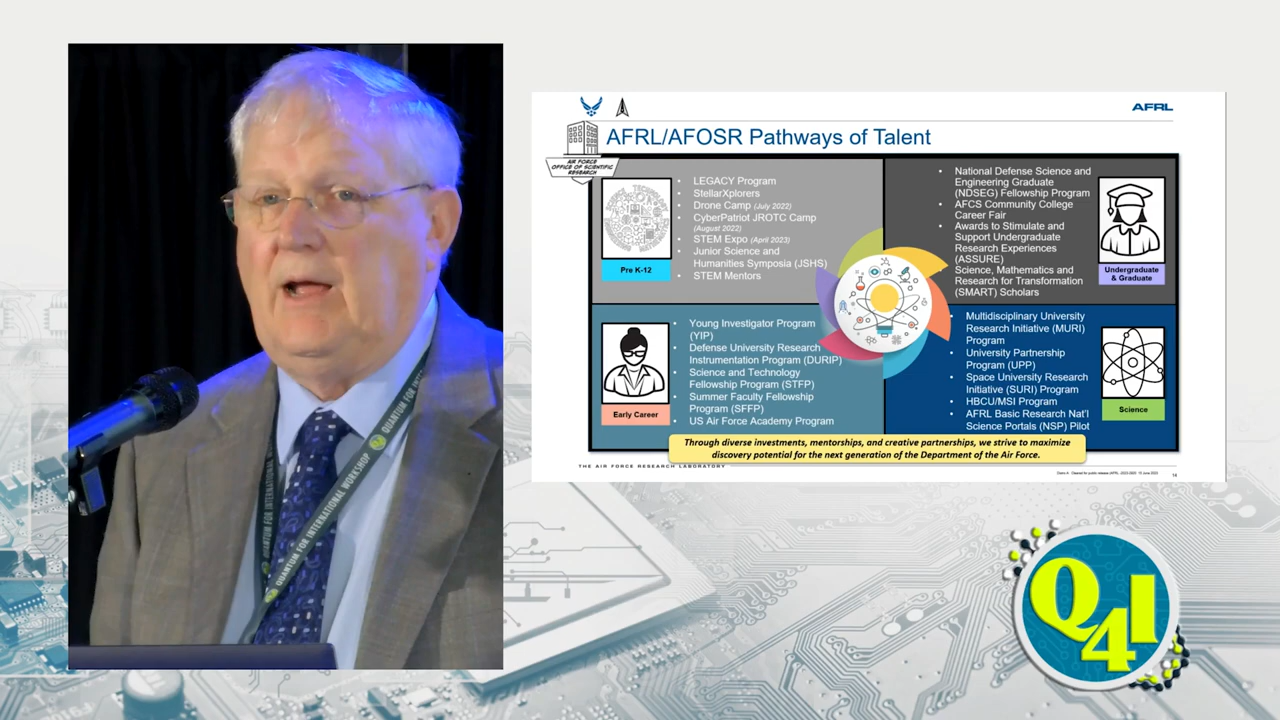 AFRL
AFRL/AFOSR Pathways of Talent
AIR FORCE
OFFICE OF SCIENTIFIC
RESEARCH
LEGACY Program
StellarXplorers
Drone Camp (July 2022)
CyberPatriot JROTC Camp
(August 2022)
STEM Expo (April 2023)
Junior Science and
Humanities Symposia (JSHS)
STEM Mentors
Pre K-12
National Defense Science and
Engineering Graduate
(NDSEG) Fellowship Program
AFCS Community College
Career Fair
Awards to Stimulate and
Support Undergraduate
Research Experiences
(ASSURE)
Science, Mathematics and
Research for Transformation
(SMART) Scholars
Undergraduate
& Graduate
Young Investigator Program
(YIP)
Defense University Research
Instrumentation Program (DURIP)
Science and Technology
Fellowship Program (STFP)
Summer Faculty Fellowship
Program (SFFP)
US Air Force Academy Program
Early Career
Multidisciplinary University
Research Initiative (MURI)
Program
University Partnership
Program (UPP)
Space University Research
Initiative (SURI) Program
HBCU/MSI Program
AFRL Basic Research Nat'l
Science Portals (NSP) Pilot
Science
Through diverse investments, mentorships, and creative partnerships, we strive to maximize
discovery potential for the next generation of the Department of the Air Force.
THE AIR FORCE RESEARCH LABORATORY
14
QUANTUM FOR INTERNATIONAL WORKSHOP
QUANTUM FOR INTERNATIONAL
Q4I